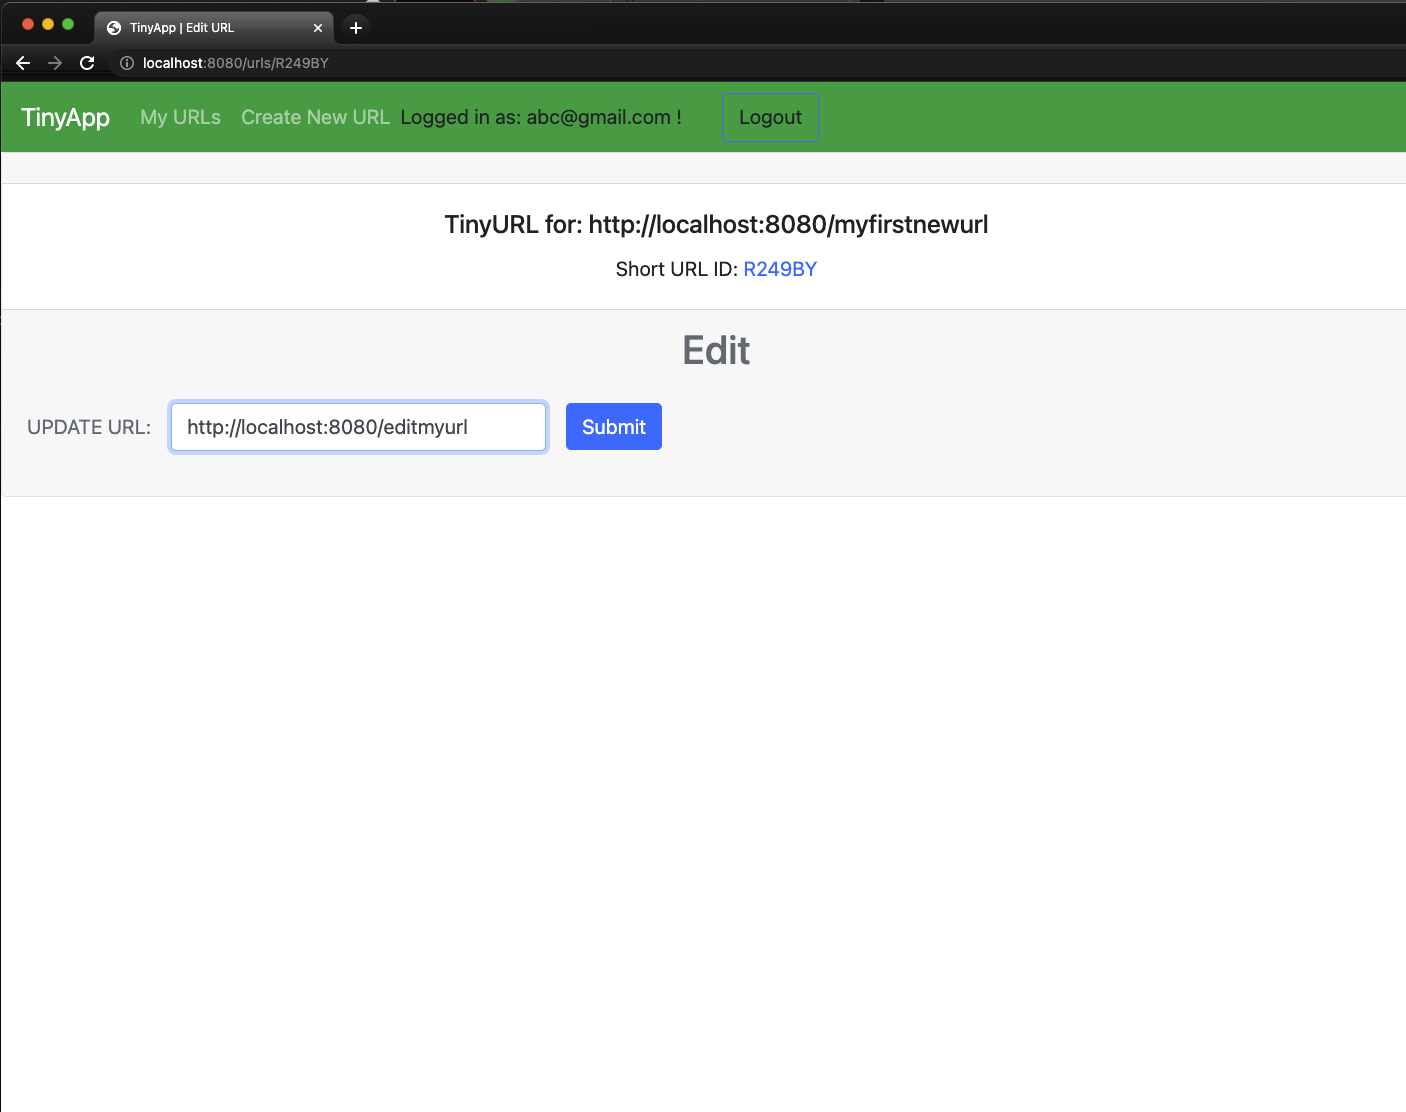 TinyApp | Edit URL
localhost:8080/urls/R249BY
TinyApp My URLs Create New URL Logged in as: abc@gmail.com ! Logout
TinyURL for: http://localhost:8080/myfirstnewurl
Short URL ID: R249BY
Edit
UPDATE URL: http://localhost:8080/editmyurl Submit